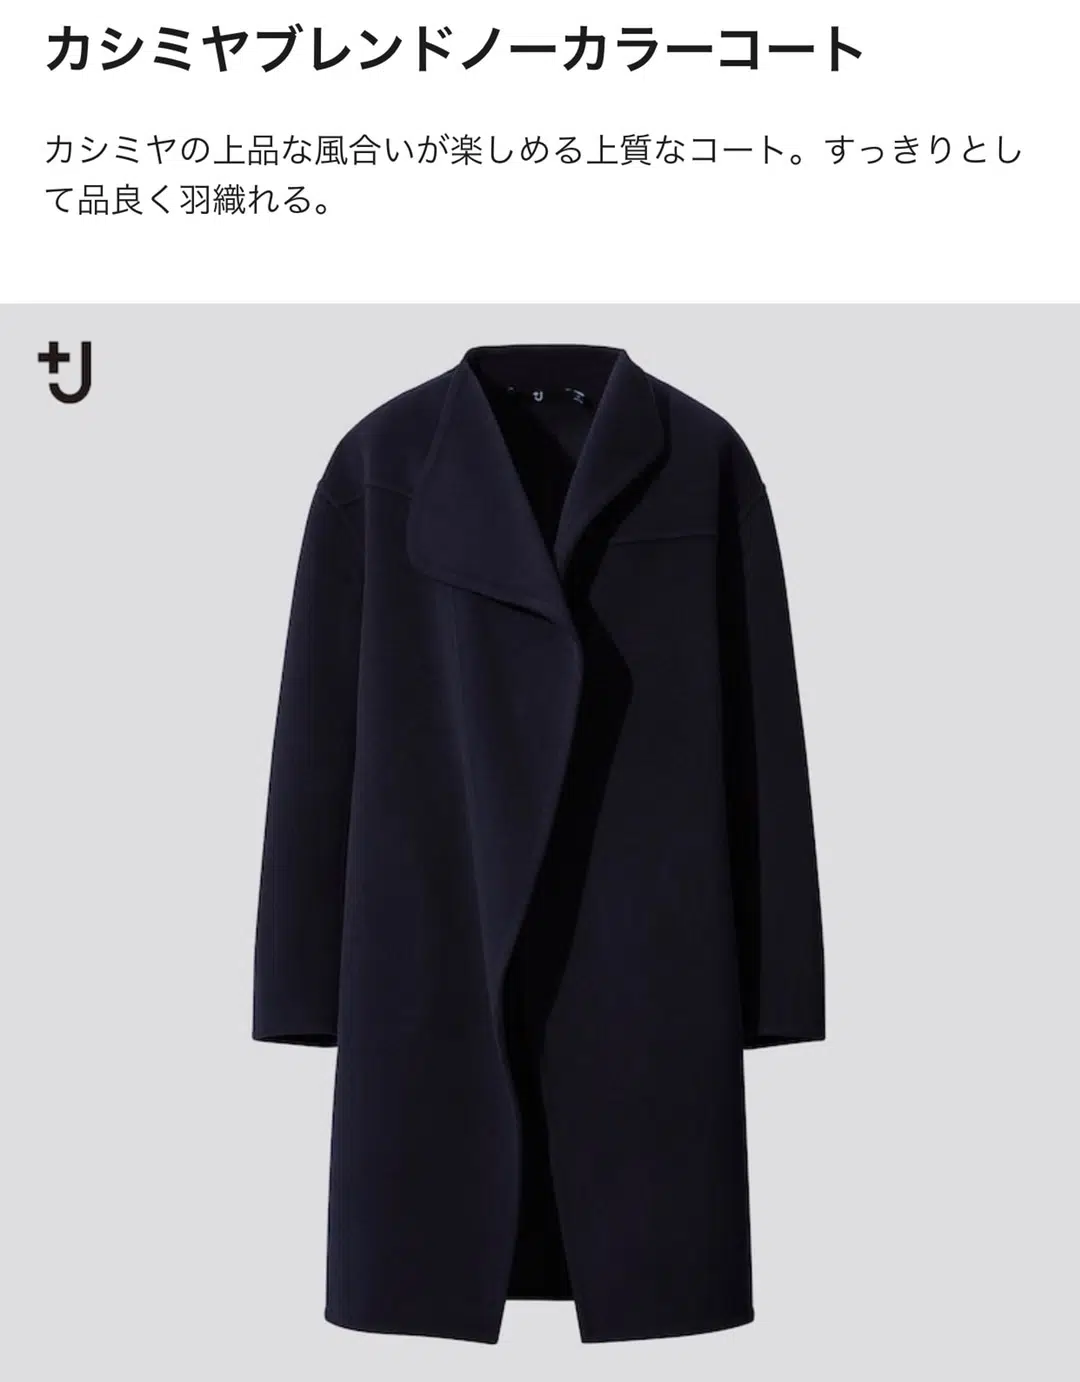 カシミヤブレンドノーカラーコート
カシミヤの上品な風合いが楽しめる上質なコート。すっきりとし
て品良く羽織れる。
+J